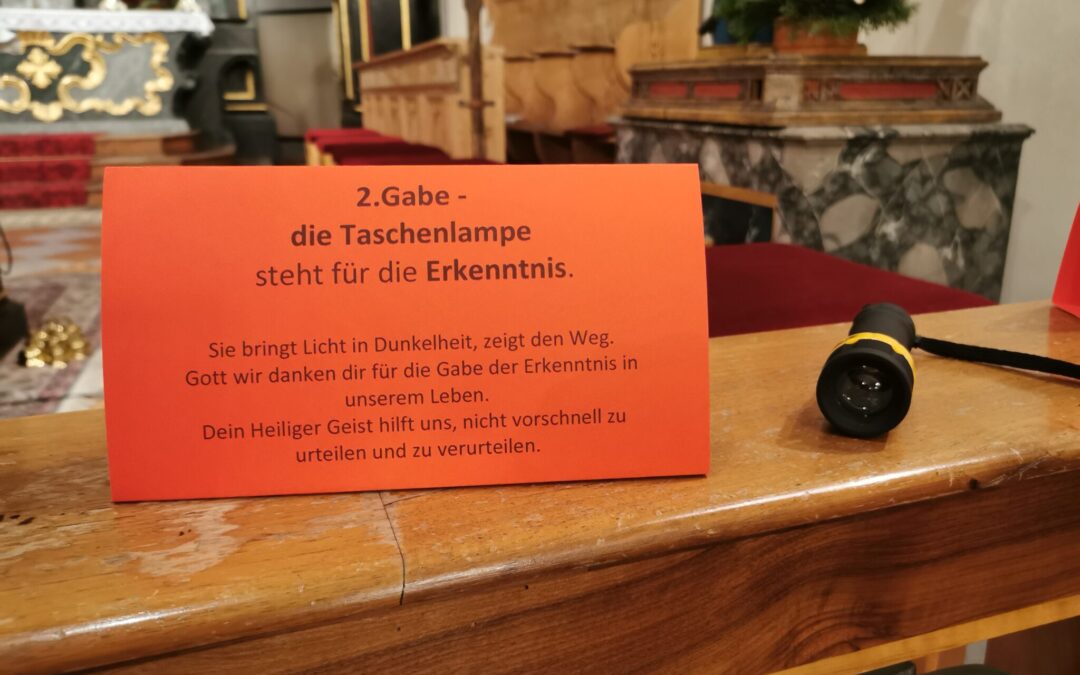 2.Gabe -
die Taschenlampe
steht für die Erkenntnis.
Sie bringt Licht in Dunkelheit, zeigt den Weg.
Gott wir danken dir für die Gabe der Erkenntnis in
unserem Leben.
Dein Heiliger Geist hilft uns, nicht vorschnell zu
urteilen und zu verurteilen.